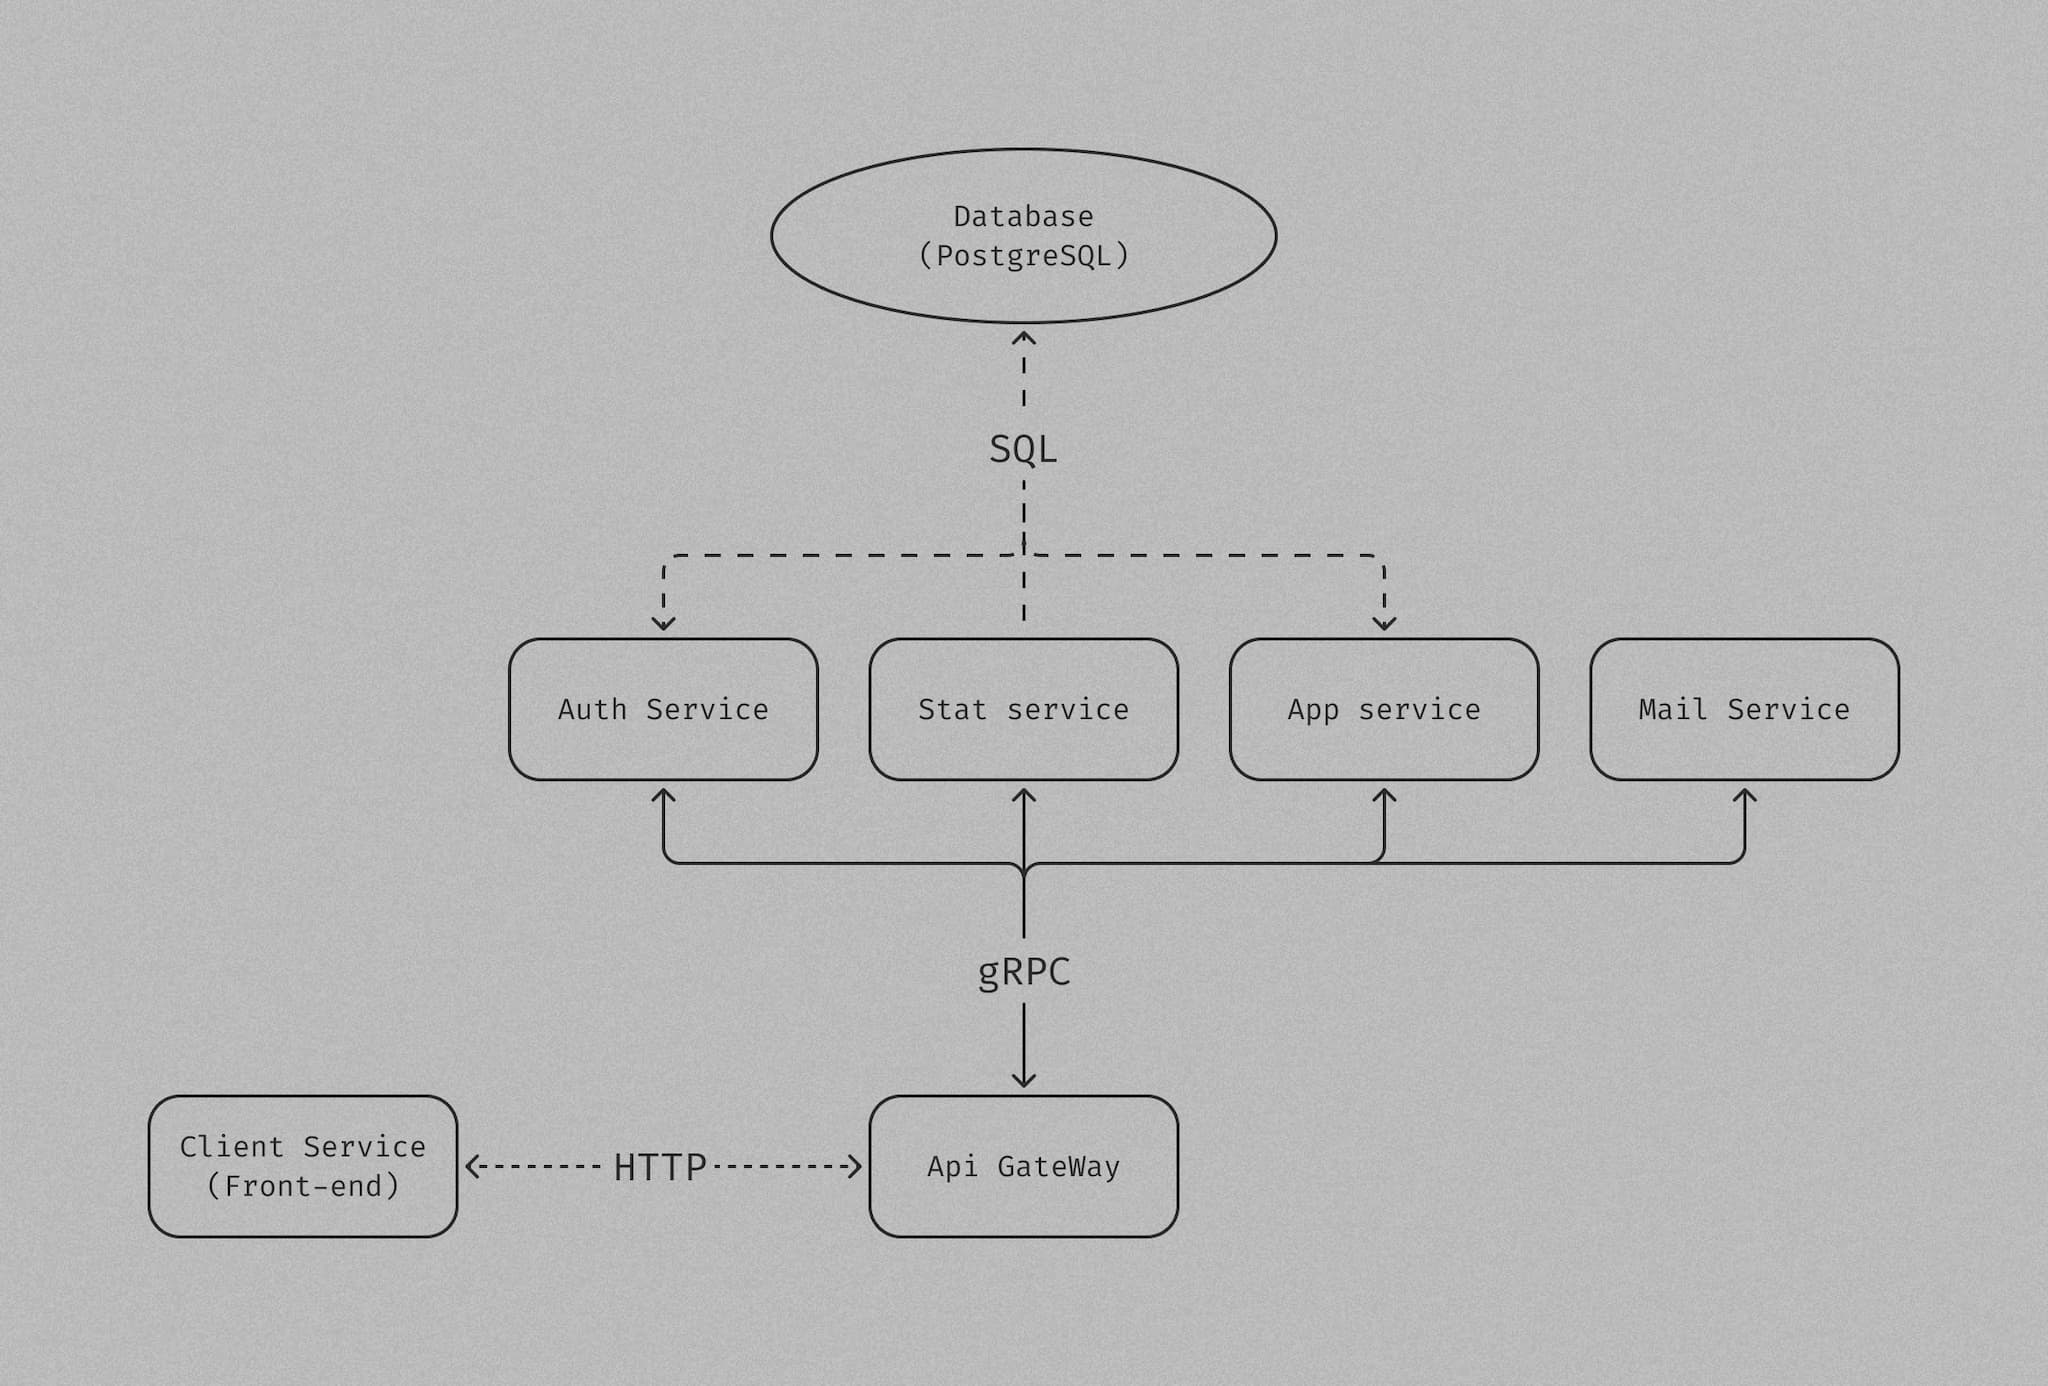 Database
(PostgreSQL)
SQL
Auth Service
Stat service
App service
Mail Service
gRPC
Client Service
(Front-end)
HTTP
Api GateWay